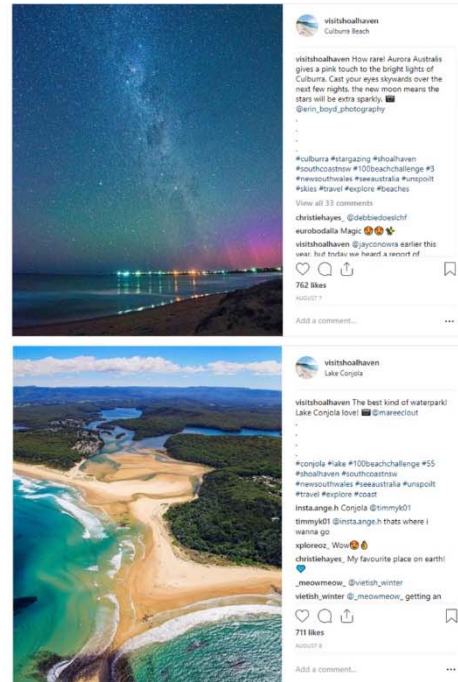 visitshoalhaven
Culburra Beach
visitshoalhaven How rare! Aurora Australis
gives a pink touch to the bright lights of
Culburra. Cast your eyes skywards over the
next few nights, the new moon means the
stars will be extra sparkly. 📷
@erin_boyd_photography
.
.
.
.
#culburra #stargazing #shoalhaven
#southcoastnsw #100beachchallenge #3
#newsouthwales #seeaustralia #unspoilt
#skies #travel #explore #beaches
View all 33 comments
christiehayes_ @debbiedoeslchf
eurobodalla Magic 😍😍🌿
visitshoalhaven @jayconowra earlier this
year, but today we heard a report of
762 likes
AUGUST 7
Add a comment...
visitshoalhaven
Lake Conjola
visitshoalhaven The best kind of waterpark!
Lake Conjola love! 📷 @mareeclout
.
.
.
.
#conjola #lake #100beachchallenge #55
#shoalhaven #southcoastnsw
#newsouthwales #seeaustralia #unspoilt
#travel #explore #coast
insta.ange.h Conjola @timmyk01
timmyk01 @insta.ange.h thats where i
wanna go
xploreoz_ Wow😍👌
christiehayes_ My favourite place on earth!
💙
_meowmeow_ @vietish_winter
vietish_winter @_meowmeow_ getting an
711 likes
AUGUST 8
Add a comment...